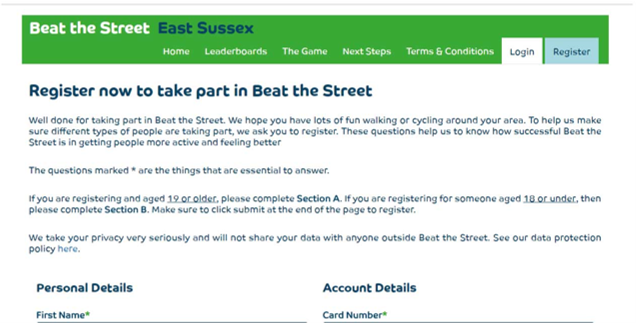 Beat the Street East Sussex
Home Leaderboards The Game Next Steps Terms & Conditions Login Register
Register now to take part in Beat the Street
Well done for taking part in Beat the Street. We hope you have lots of fun walking or cycling around your area. To help us make
sure different types of people are taking part, we ask you to register. These questions help us to know how successful Beat the
Street is in getting people more active and feeling better
The questions marked * are the things that are essential to answer.
If you are registering and aged 19 or older, please complete Section A. If you are registering for someone aged 18 or under, then
please complete Section B. Make sure to click submit at the end of the page to register.
We take your privacy very seriously and will not share your data with anyone outside Beat the Street. See our data protection
policy here.
Personal Details Account Details
First Name* Card Number*